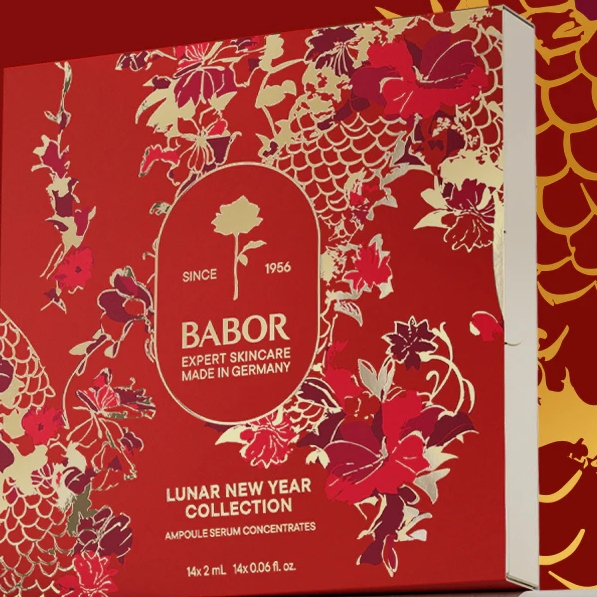 SINCE 1956
BABOR
EXPERT SKINCARE
MADE IN GERMANY
LUNAR NEW YEAR
COLLECTION
AMPOULE SERUM CONCENTRATES
14x 2 mL 14x 0.06 fl. oz.